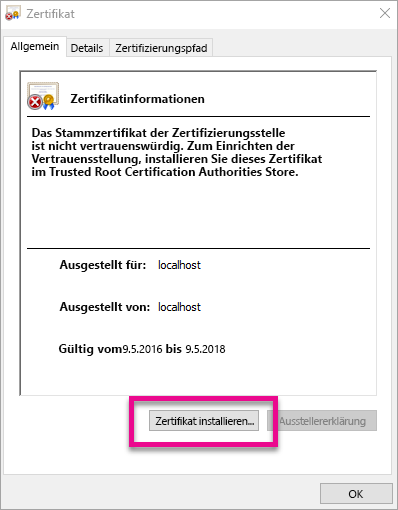 Zertifikat
Allgemein Details Zertifizierungspfad
Zertifikatinformationen
Das Stammzertifikat der Zertifizierungsstelle
ist nicht vertrauenswürdig. Zum Einrichten der
Vertrauensstellung, installieren Sie dieses Zertifikat
im Trusted Root Certification Authorities Store.
Ausgestellt für: localhost
Ausgestellt von: localhost
Gültig vom9.5.2016 bis 9.5.2018
Zertifikat installieren... Ausstellererklärung
OK